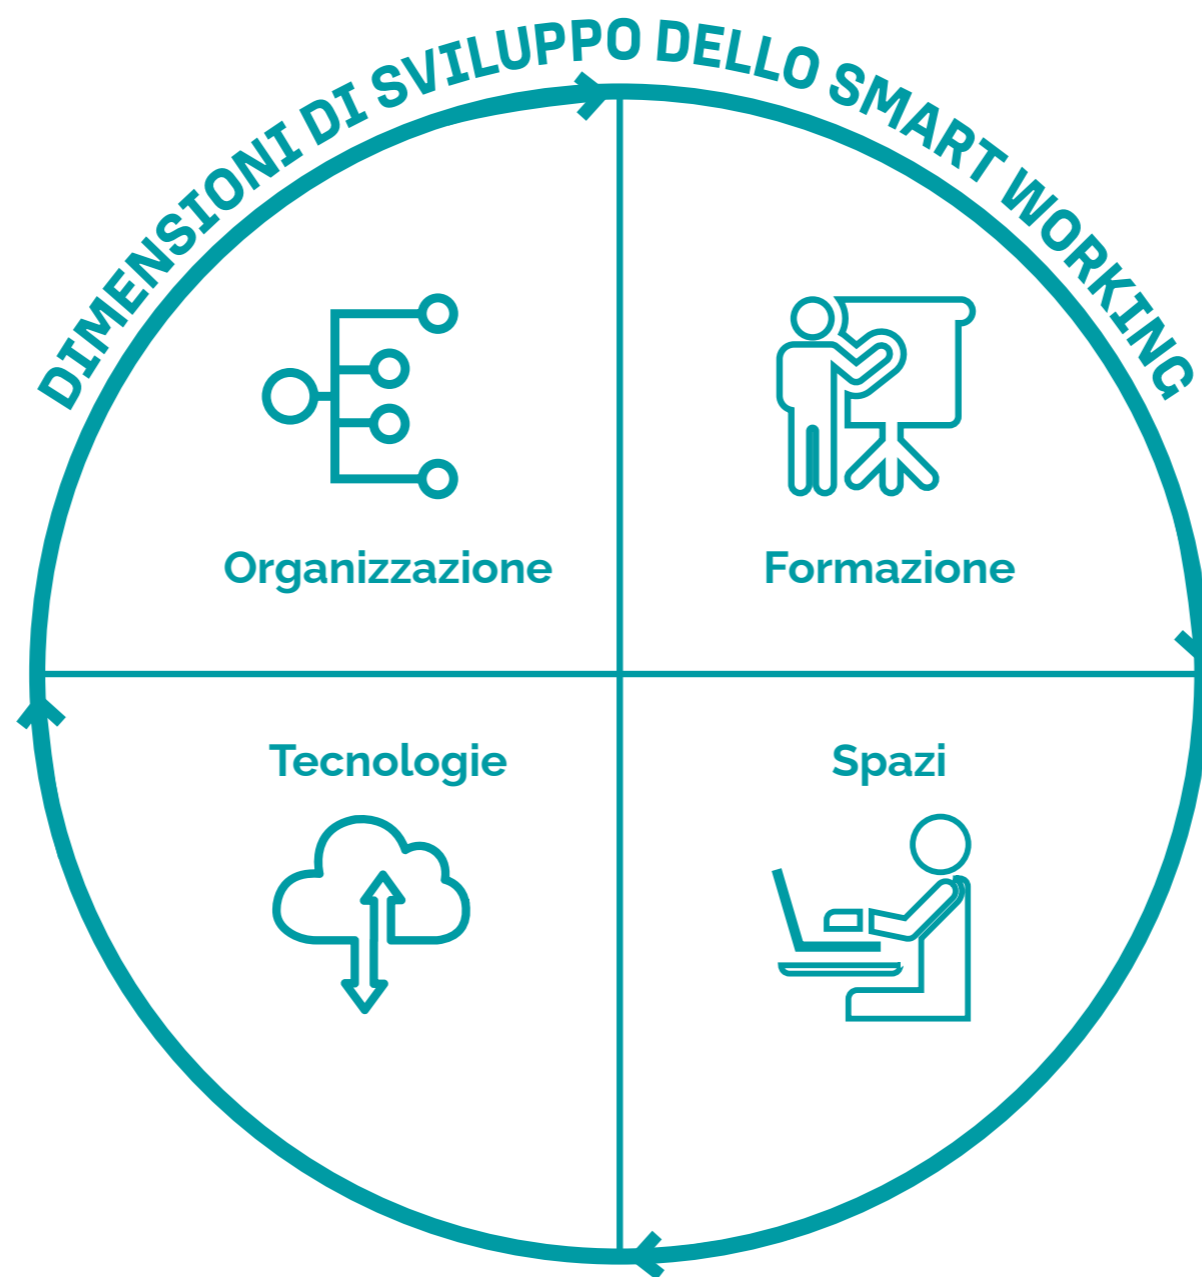 DIMENSIONI DI SVILUPPO DELLO SMART WORKING
Organizzazione
Formazione
Tecnologie
Spazi